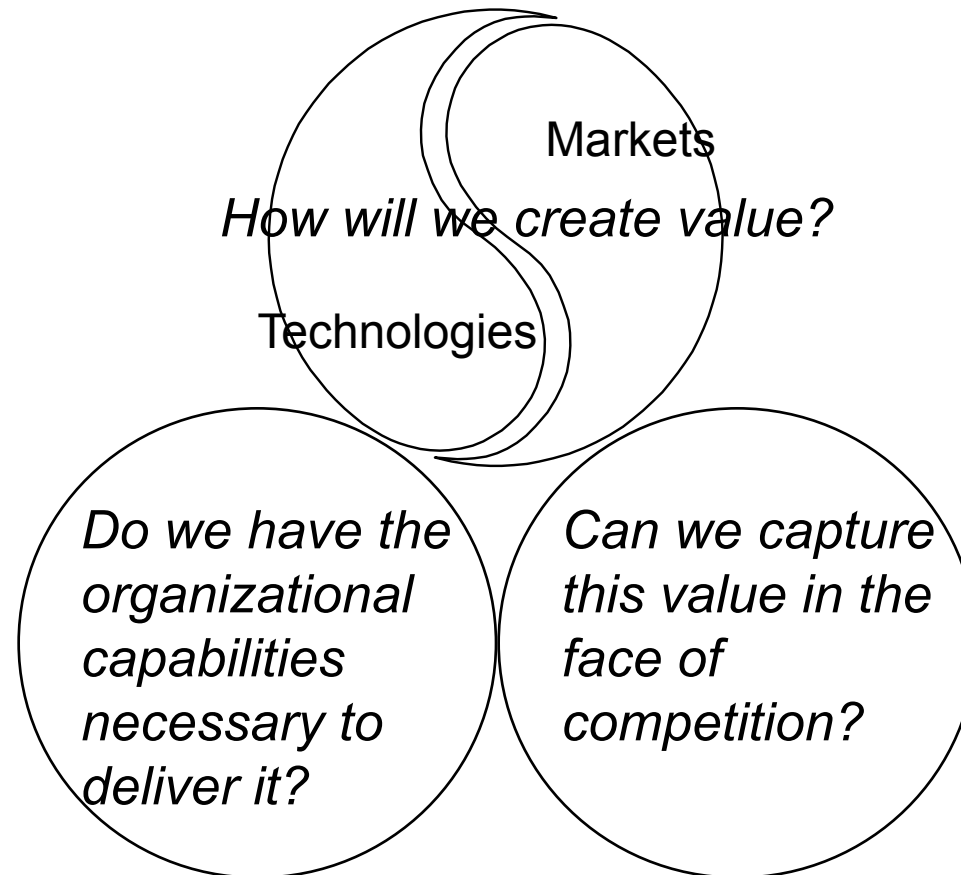 Markets
How will we create value?
Technologies
Do we have the
organizational
capabilities
necessary to
deliver it?
Can we capture
this value in the
face of
competition?